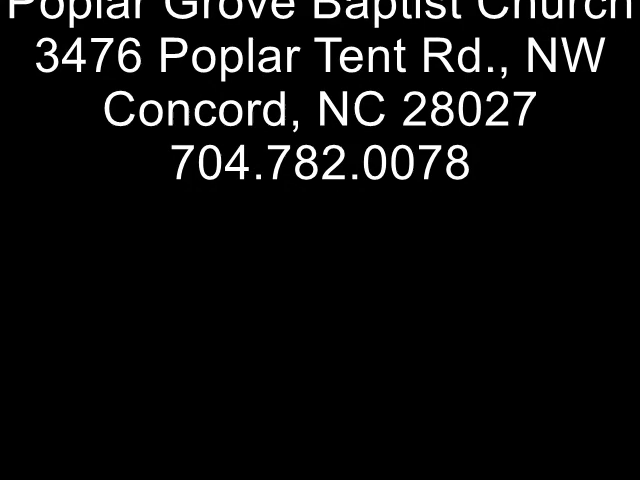 Poplar Grove Baptist Church
3476 Poplar Tent Rd., NW
Concord, NC 28027
704.782.0078